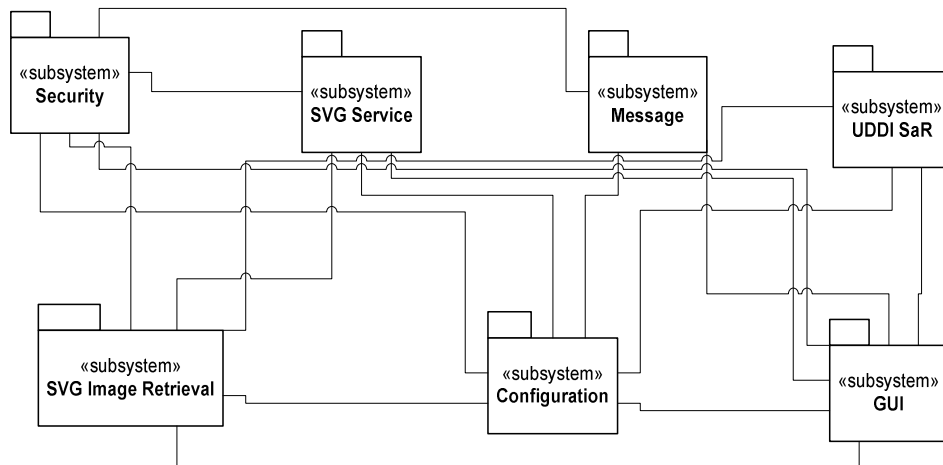 «subsystem»
Security
«subsystem»
SVG Service
«subsystem»
Message
«subsystem»
UDDI SaR
«subsystem»
SVG Image Retrieval
«subsystem»
Configuration
«subsystem»
GUI